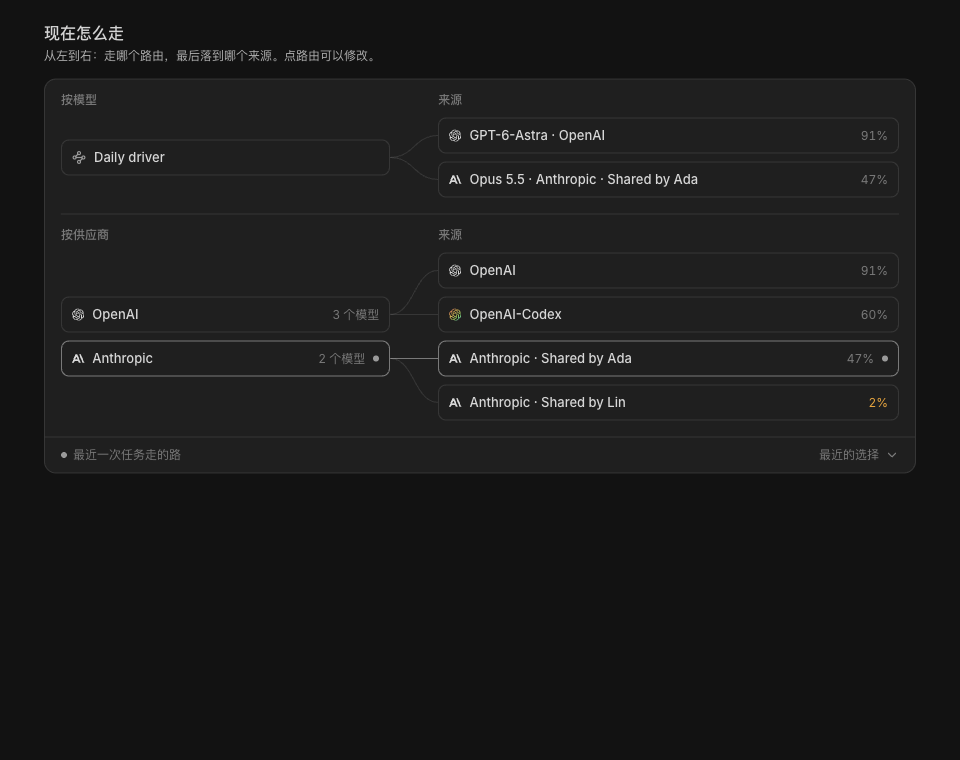 现在怎么走
从左到右：走哪个路由，最后落到哪个来源。点路由可以修改。
按模型
来源
Daily driver
GPT-6-Astra · OpenAI 91%
Opus 5.5 · Anthropic · Shared by Ada 47%
按供应商
来源
OpenAI 91%
OpenAI 3 个模型
OpenAI-Codex 60%
Anthropic 2 个模型
Anthropic · Shared by Ada 47%
Anthropic · Shared by Lin 2%
最近一次任务走的路
最近的选择